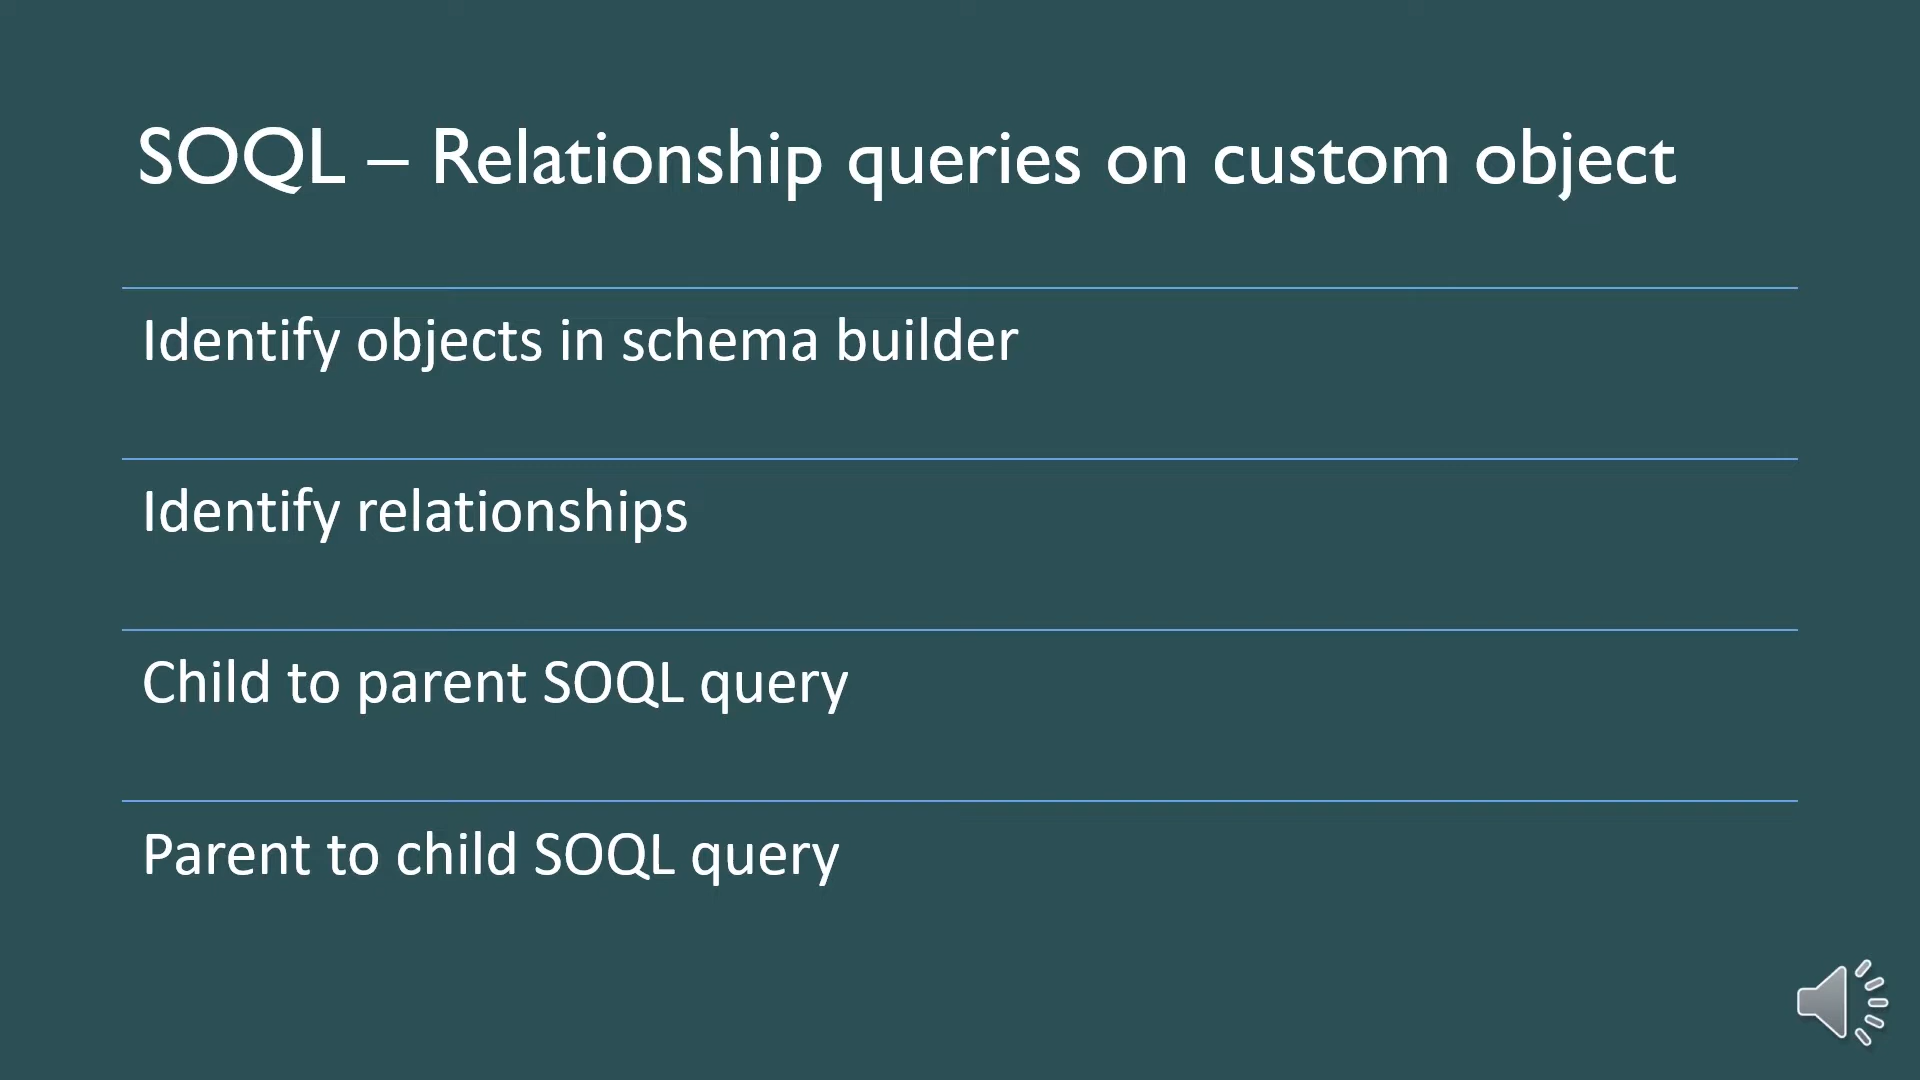 SOQL – Relationship queries on custom object
Identify objects in schema builder
Identify relationships
Child to parent SOQL query
Parent to child SOQL query